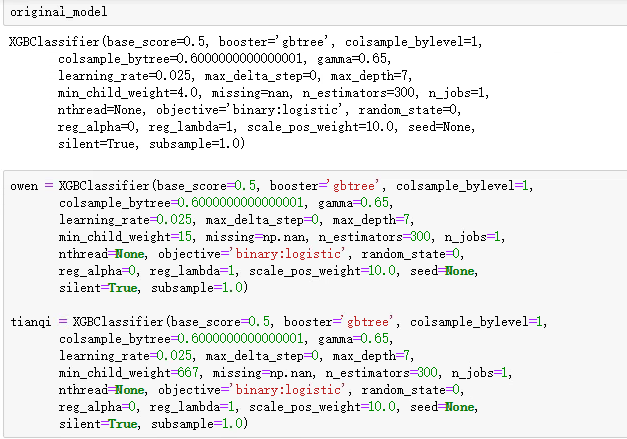 original_model
XGBClassifier(base_score=0.5, booster='gbtree', colsample_bylevel=1,
colsample_bytree=0.6000000000000001, gamma=0.65,
learning_rate=0.025, max_delta_step=0, max_depth=7,
min_child_weight=4.0, missing=nan, n_estimators=300, n_jobs=1,
nthread=None, objective='binary:logistic', random_state=0,
reg_alpha=0, reg_lambda=1, scale_pos_weight=10.0, seed=None,
silent=True, subsample=1.0)
owen = XGBClassifier(base_score=0.5, booster='gbtree', colsample_bylevel=1,
colsample_bytree=0.6000000000000001, gamma=0.65,
learning_rate=0.025, max_delta_step=0, max_depth=7,
min_child_weight=15, missing=np.nan, n_estimators=300, n_jobs=1,
nthread=None, objective='binary:logistic', random_state=0,
reg_alpha=0, reg_lambda=1, scale_pos_weight=10.0, seed=None,
silent=True, subsample=1.0)
tianqi = XGBClassifier(base_score=0.5, booster='gbtree', colsample_bylevel=1,
colsample_bytree=0.6000000000000001, gamma=0.65,
learning_rate=0.025, max_delta_step=0, max_depth=7,
min_child_weight=667, missing=np.nan, n_estimators=300, n_jobs=1,
nthread=None, objective='binary:logistic', random_state=0,
reg_alpha=0, reg_lambda=1, scale_pos_weight=10.0, seed=None,
silent=True, subsample=1.0)